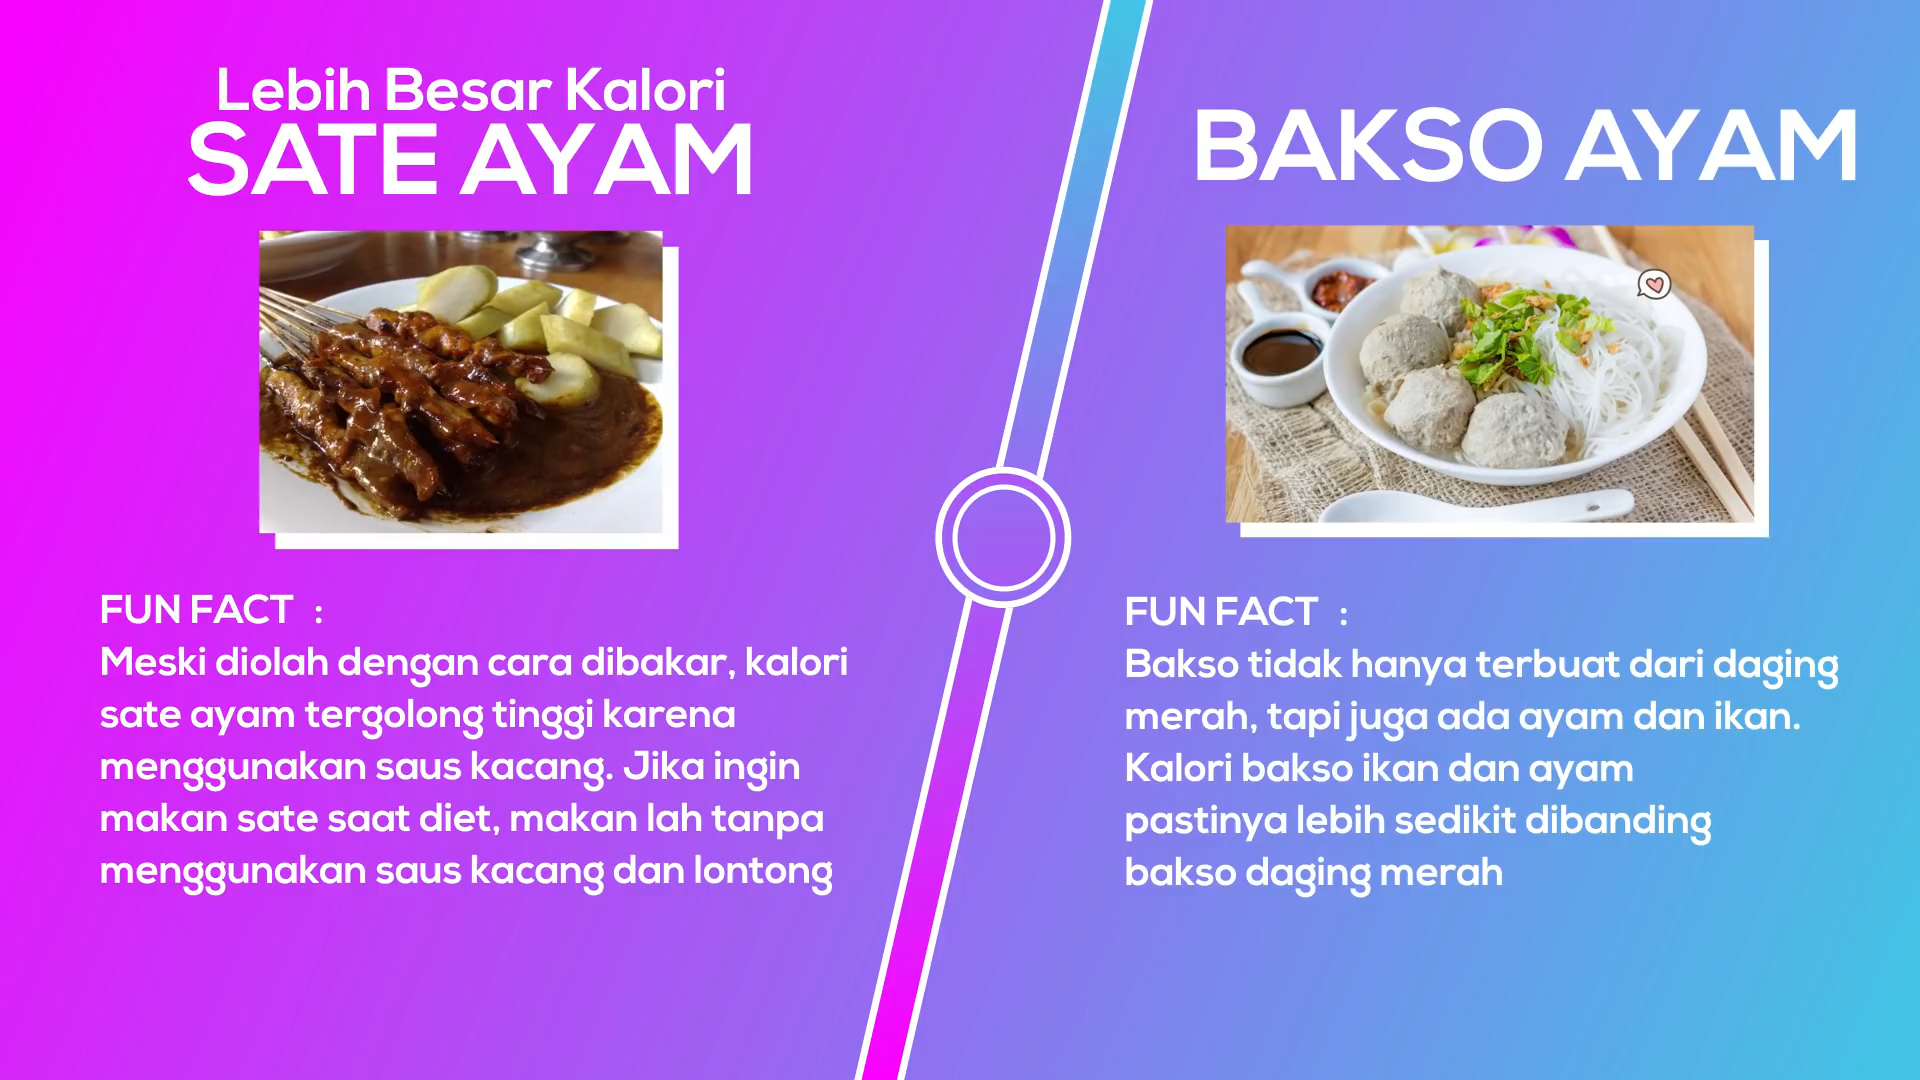 Lebih Besar Kalori
SATE AYAM
FUN FACT :
Meski diolah dengan cara dibakar, kalori
sate ayam tergolong tinggi karena
menggunakan saus kacang. Jika ingin
makan sate saat diet, makan lah tanpa
menggunakan saus kacang dan lontong
BAKSO AYAM
FUN FACT :
Bakso tidak hanya terbuat dari daging
merah, tapi juga ada ayam dan ikan.
Kalori bakso ikan dan ayam
pastinya lebih sedikit dibanding
bakso daging merah